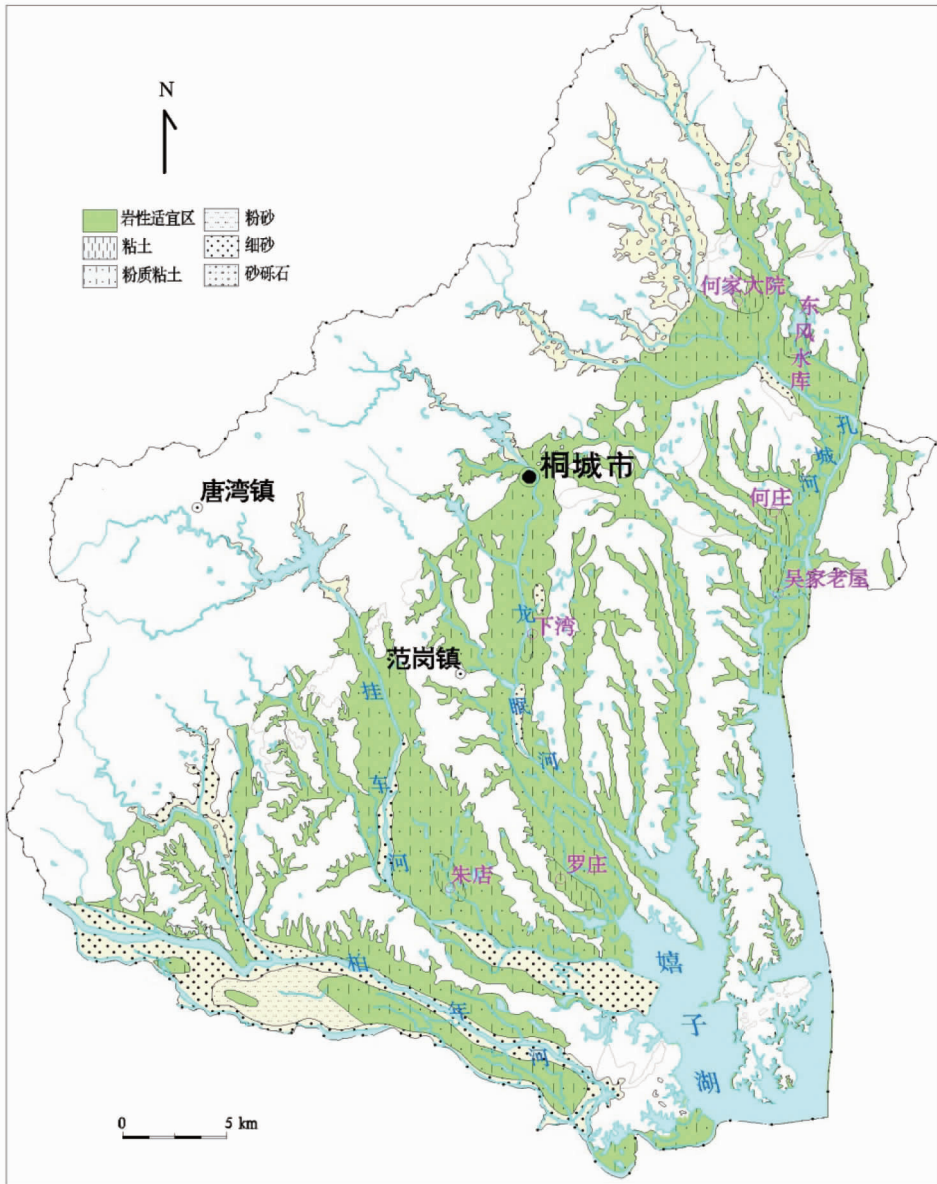 N
岩性适宜区
粉砂
粘土
细砂
粉质粘土
砂砾石
何家大院
东风水库
孔城河
桐城市
唐湾镇
何庄
吴家老屋
龙眠河
下湾
范岗镇
挂车河
朱店
罗庄
柏年河
嬉子湖
0
5 km